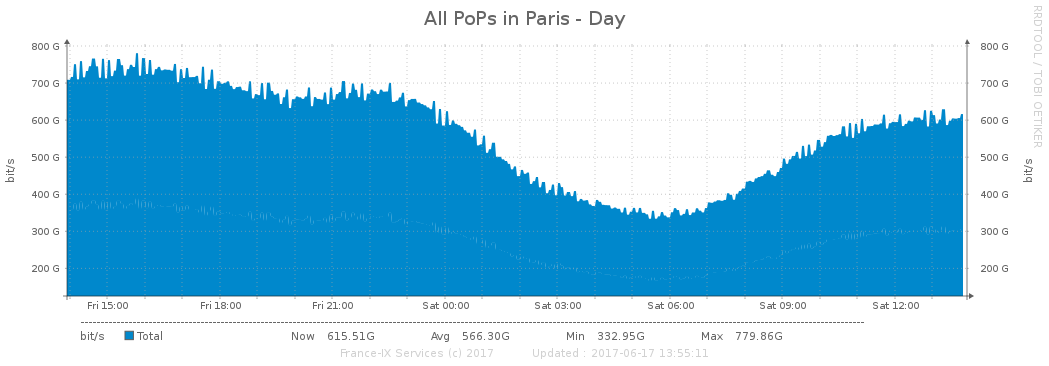 All PoPs in Paris - Day
RRDTOOL / TOBI OETIKER
800 G 800 G
700 G 700 G
600 G 600 G
500 G 500 G
400 G 400 G
300 G 300 G
200 G 200 G
bit/s
bit/s
Fri 15:00 Fri 18:00 Fri 21:00 Sat 00:00 Sat 03:00 Sat 06:00 Sat 09:00 Sat 12:00
bit/s Total Now 615.51G Avg 566.30G Min 332.95G Max 779.86G
France-IX Services (c) 2017 Updated : 2017-06-17 13:55:11